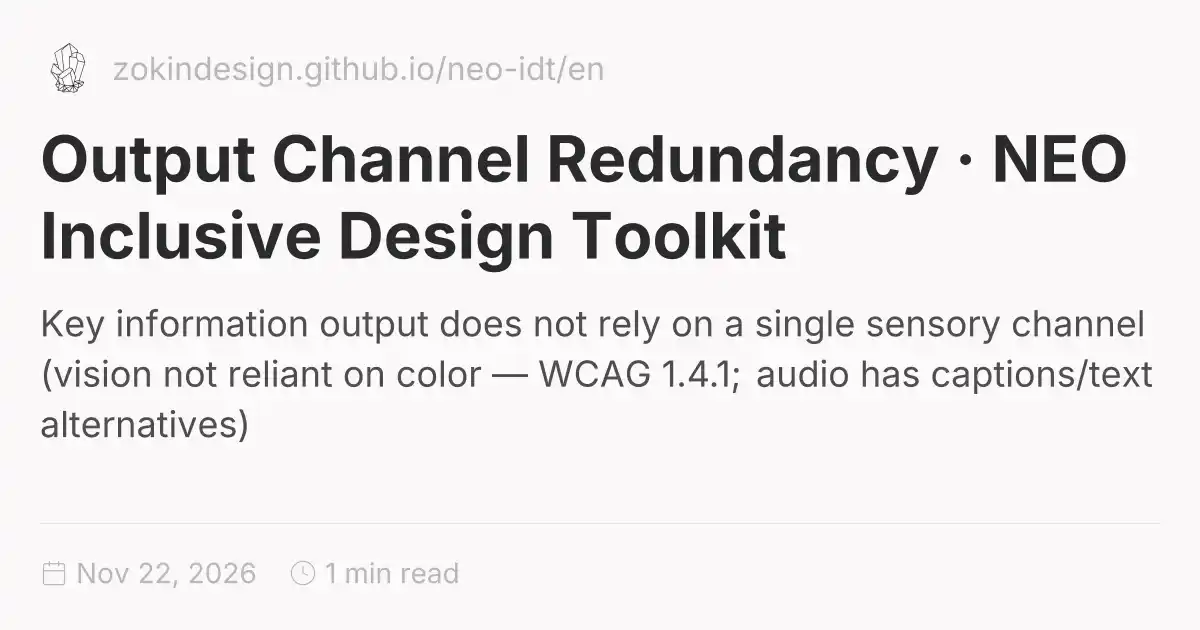 zokindesign.github.io/neo-idt/en
Output Channel Redundancy · NEO
Inclusive Design Toolkit
Key information output does not rely on a single sensory channel
(vision not reliant on color — WCAG 1.4.1; audio has captions/text
alternatives)
Nov 22, 2026 1 min read